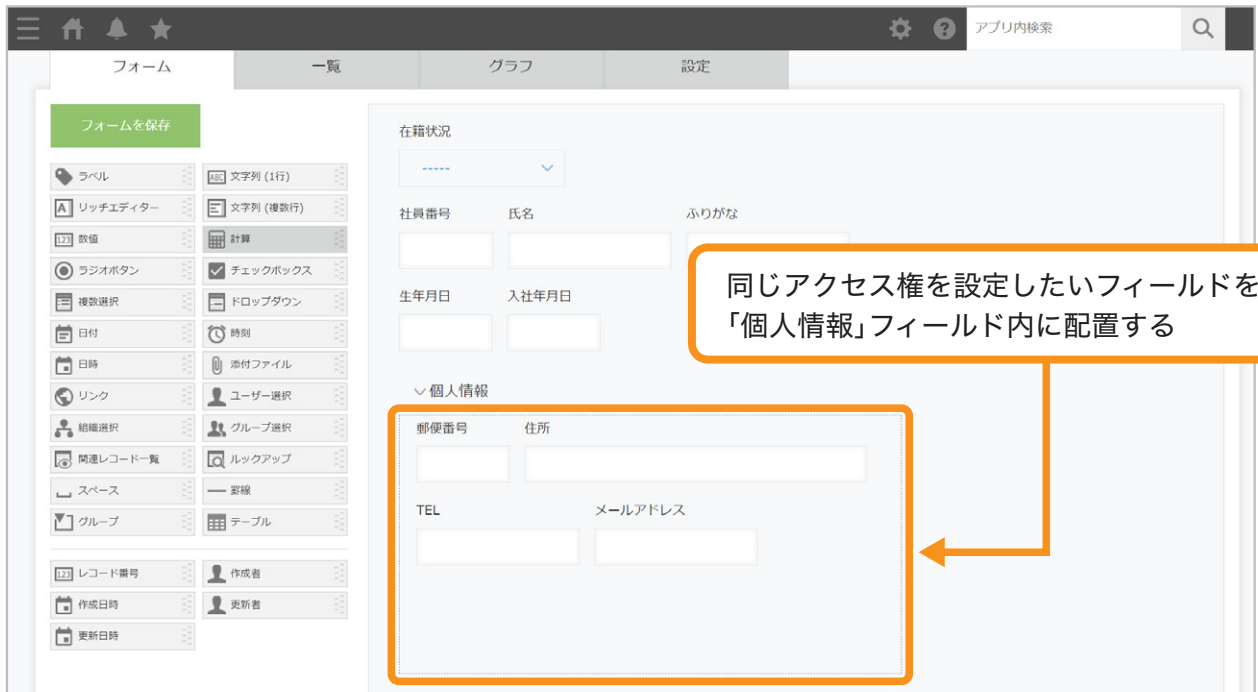 アプリ内検索
フォーム 一覧 グラフ 設定
フォームを保存
ラベル
ABC 文字列 (1行)
A リッチエディター
文字列 (複数行)
123 数値
計算
ラジオボタン
チェックボックス
複数選択
ドロップダウン
日付
時刻
日時
添付ファイル
リンク
ユーザー選択
組織選択
グループ選択
関連レコード一覧
ルックアップ
スペース
罫線
グループ
テーブル
123 レコード番号
作成者
作成日時
更新者
更新日時
在籍状況
-----
社員番号 氏名 ふりがな
生年月日 入社年月日
同じアクセス権を設定したいフィールドを
「個人情報」フィールド内に配置する
個人情報
郵便番号 住所
TEL メールアドレス